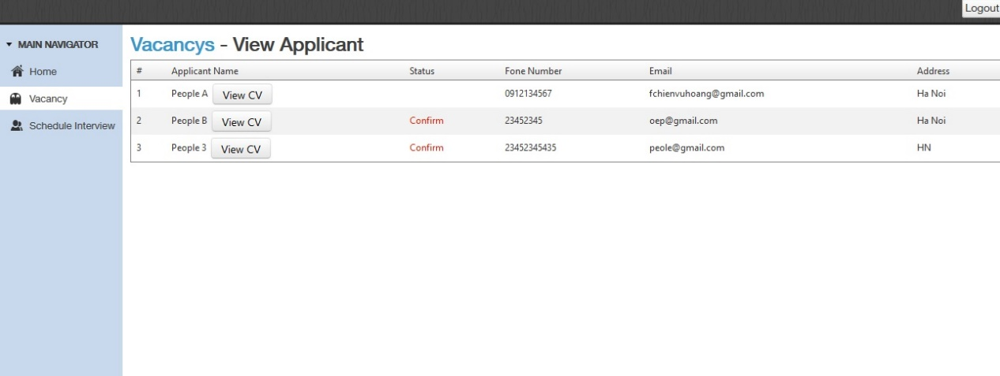 Logout
MAIN NAVIGATOR
Home
Vacancy
Schedule Interview
Vacancys - View Applicant
# Applicant Name Status Fone Number Email Address
1 People A View CV 0912134567 fchienvuhoang@gmail.com Ha Noi
2 People B View CV Confirm 23452345 oep@gmail.com Ha Noi
3 People 3 View CV Confirm 23452345435 peole@gmail.com HN